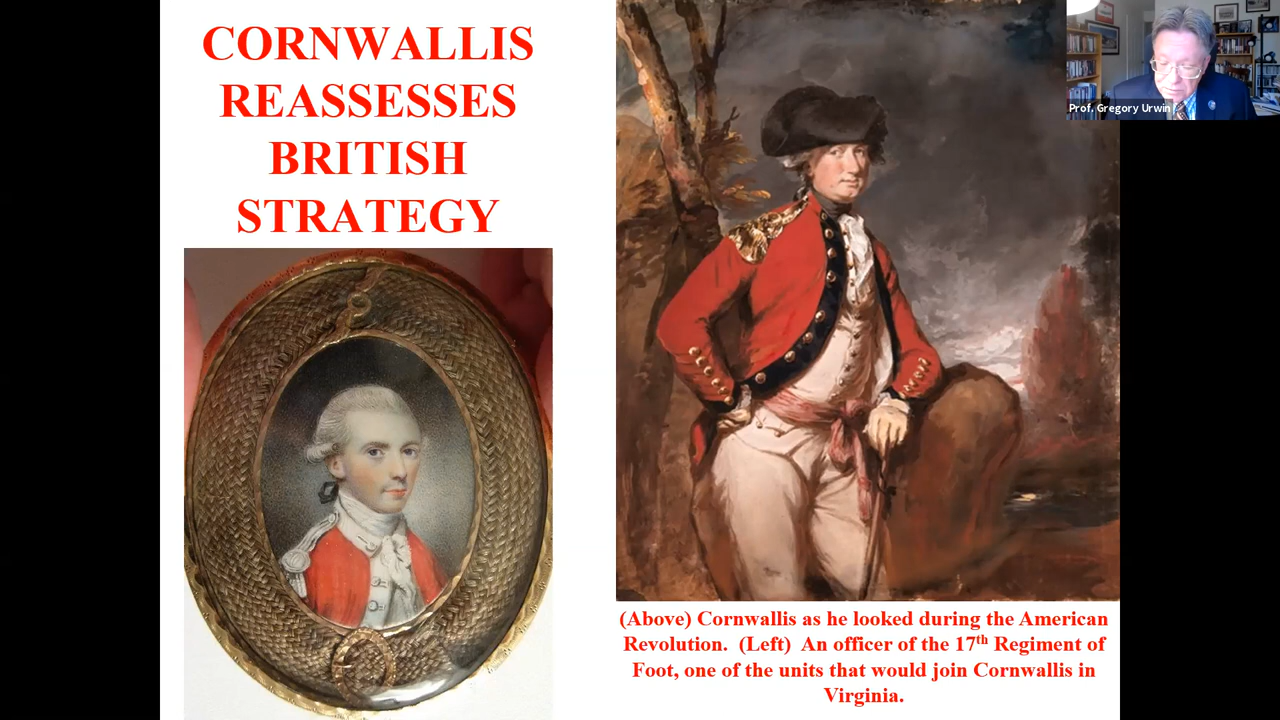 CORNWALLIS
REASSESSES
BRITISH
STRATEGY
Prof. Gregory Urwin
(Above) Cornwallis as he looked during the American
Revolution.  (Left)  An officer of the 17th Regiment of
Foot, one of the units that would join Cornwallis in
Virginia.